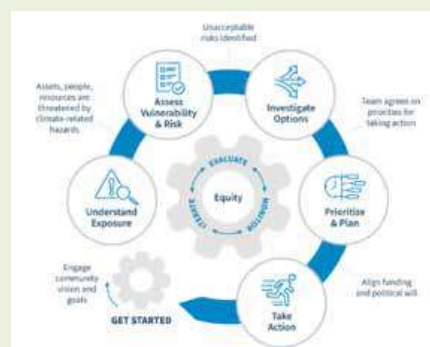 Unacceptable
risks identified
Assess
Vulnerability
& Risk
Investigate
Options
Assets, people,
resources are
threatened by
climate-related
hazards
Team agree on
priorities for
taking action
EVALUATE
MONITOR
ITERATE
Equity
Understand
Exposure
Prioritize
& Plan
Engage
community
vision and
goals
GET STARTED
Take
Action
Align funding
and political will